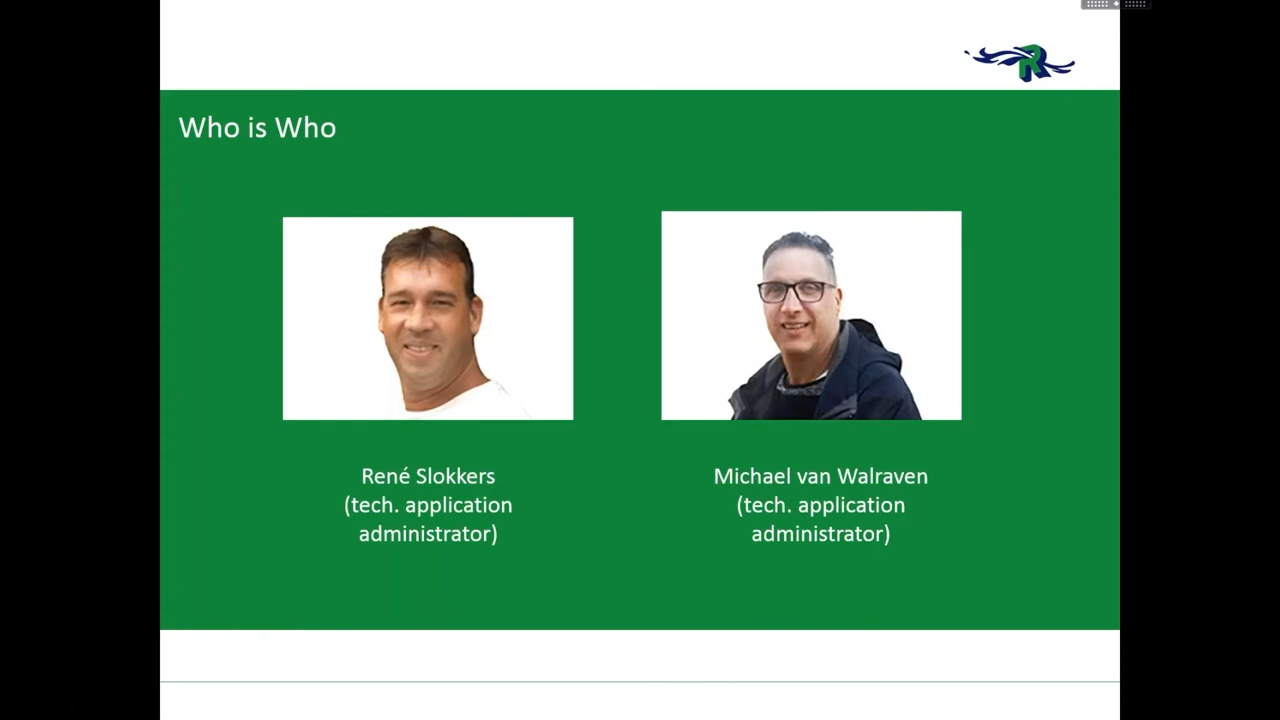 Who is Who
René Slokkers
(tech. application
administrator)
Michael van Walraven
(tech. application
administrator)